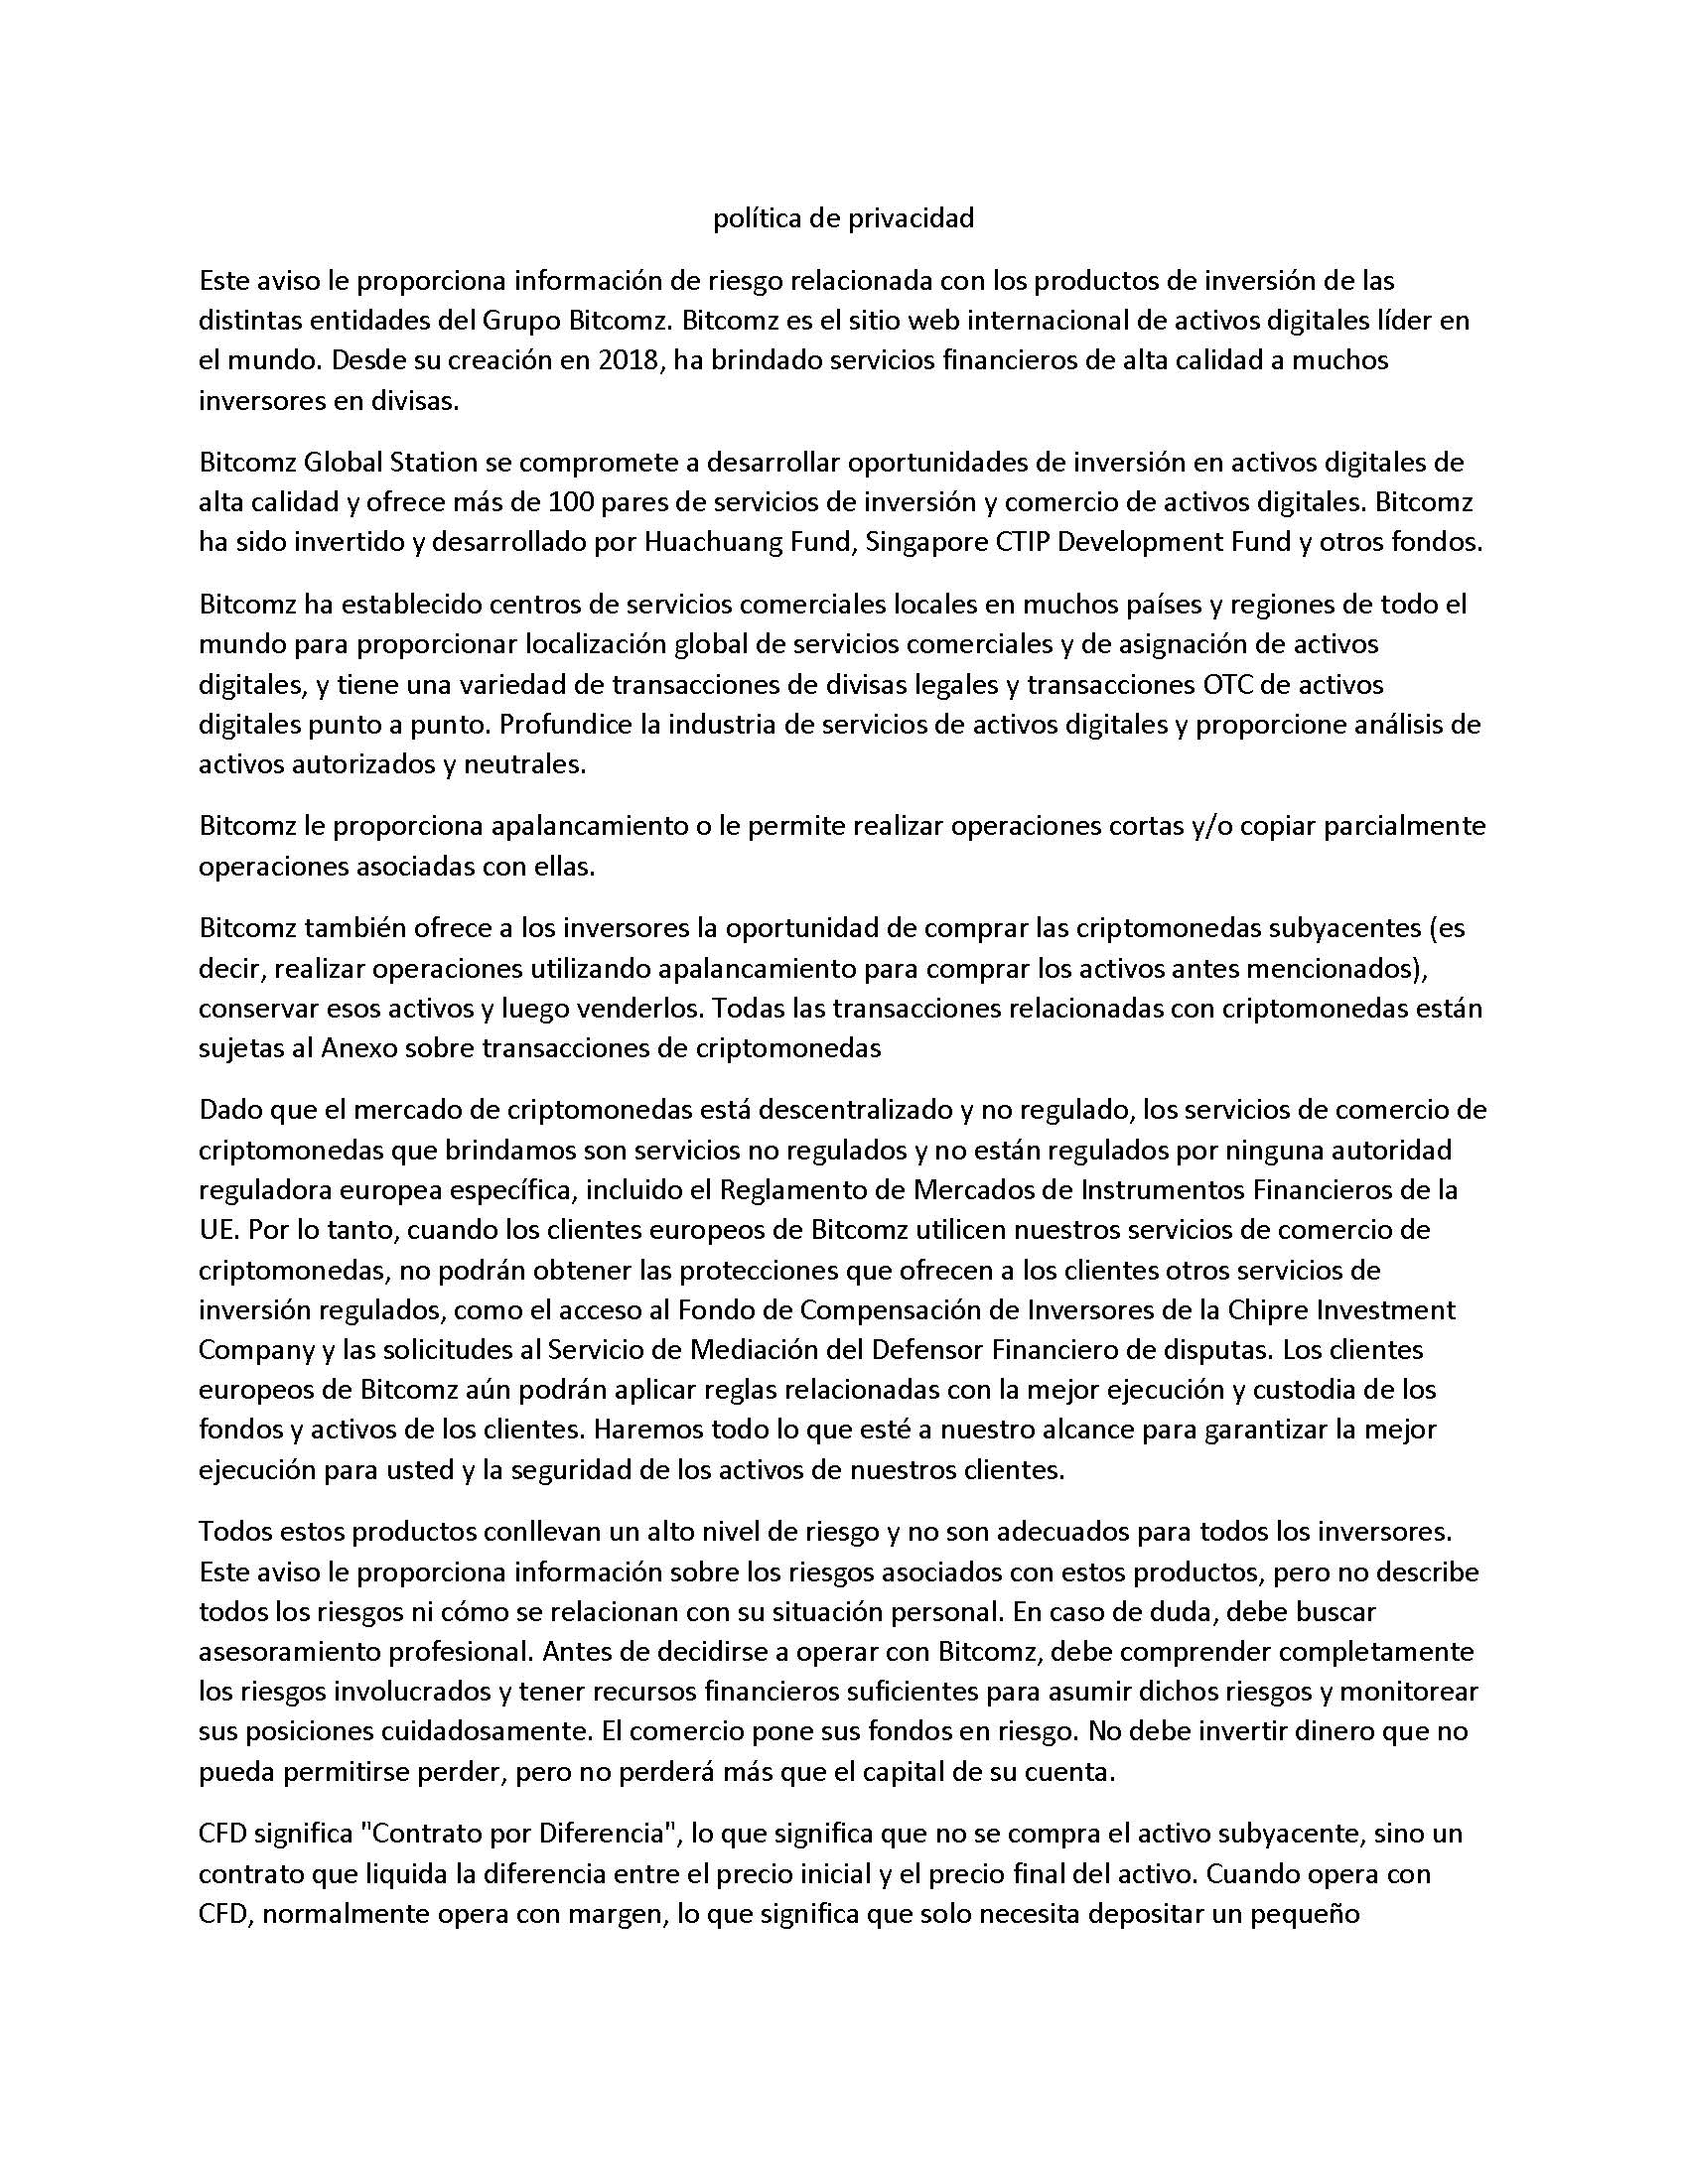 política de privacidad
Este aviso le proporciona información de riesgo relacionada con los productos de inversión de las
distintas entidades del Grupo Bitcomz. Bitcomz es el sitio web internacional de activos digitales líder en
el mundo. Desde su creación en 2018, ha brindado servicios financieros de alta calidad a muchos
inversores en divisas.
Bitcomz Global Station se compromete a desarrollar oportunidades de inversión en activos digitales de
alta calidad y ofrece más de 100 pares de servicios de inversión y comercio de activos digitales. Bitcomz
ha sido invertido y desarrollado por Huachuang Fund, Singapore CTIP Development Fund y otros fondos.
Bitcomz ha establecido centros de servicios comerciales locales en muchos países y regiones de todo el
mundo para proporcionar localización global de servicios comerciales y de asignación de activos
digitales, y tiene una variedad de transacciones de divisas legales y transacciones OTC de activos
digitales punto a punto. Profundice la industria de servicios de activos digitales y proporcione análisis de
activos autorizados y neutrales.
Bitcomz le proporciona apalancamiento o le permite realizar operaciones cortas y/o copiar parcialmente
operaciones asociadas con ellas.
Bitcomz también ofrece a los inversores la oportunidad de comprar las criptomonedas subyacentes (es
decir, realizar operaciones utilizando apalancamiento para comprar los activos antes mencionados),
conservar esos activos y luego venderlos. Todas las transacciones relacionadas con criptomonedas están
sujetas al Anexo sobre transacciones de criptomonedas
Dado que el mercado de criptomonedas está descentralizado y no regulado, los servicios de comercio de
criptomonedas que brindamos son servicios no regulados y no están regulados por ninguna autoridad
reguladora europea específica, incluido el Reglamento de Mercados de Instrumentos Financieros de la
UE. Por lo tanto, cuando los clientes europeos de Bitcomz utilicen nuestros servicios de comercio de
criptomonedas, no podrán obtener las protecciones que ofrecen a los clientes otros servicios de
inversión regulados, como el acceso al Fondo de Compensación de Inversores de la Chipre Investment
Company y las solicitudes al Servicio de Mediación del Defensor Financiero de disputas. Los clientes
europeos de Bitcomz aún podrán aplicar reglas relacionadas con la mejor ejecución y custodia de los
fondos y activos de los clientes. Haremos todo lo que esté a nuestro alcance para garantizar la mejor
ejecución para usted y la seguridad de los activos de nuestros clientes.
Todos estos productos conllevan un alto nivel de riesgo y no son adecuados para todos los inversores.
Este aviso le proporciona información sobre los riesgos asociados con estos productos, pero no describe
todos los riesgos ni cómo se relacionan con su situación personal. En caso de duda, debe buscar
asesoramiento profesional. Antes de decidirse a operar con Bitcomz, debe comprender completamente
los riesgos involucrados y tener recursos financieros suficientes para asumir dichos riesgos y monitorear
sus posiciones cuidadosamente. El comercio pone sus fondos en riesgo. No debe invertir dinero que no
pueda permitirse perder, pero no perderá más que el capital de su cuenta.
CFD significa "Contrato por Diferencia", lo que significa que no se compra el activo subyacente, sino un
contrato que liquida la diferencia entre el precio inicial y el precio final del activo. Cuando opera con
CFD, normalmente opera con margen, lo que significa que solo necesita depositar un pequeño